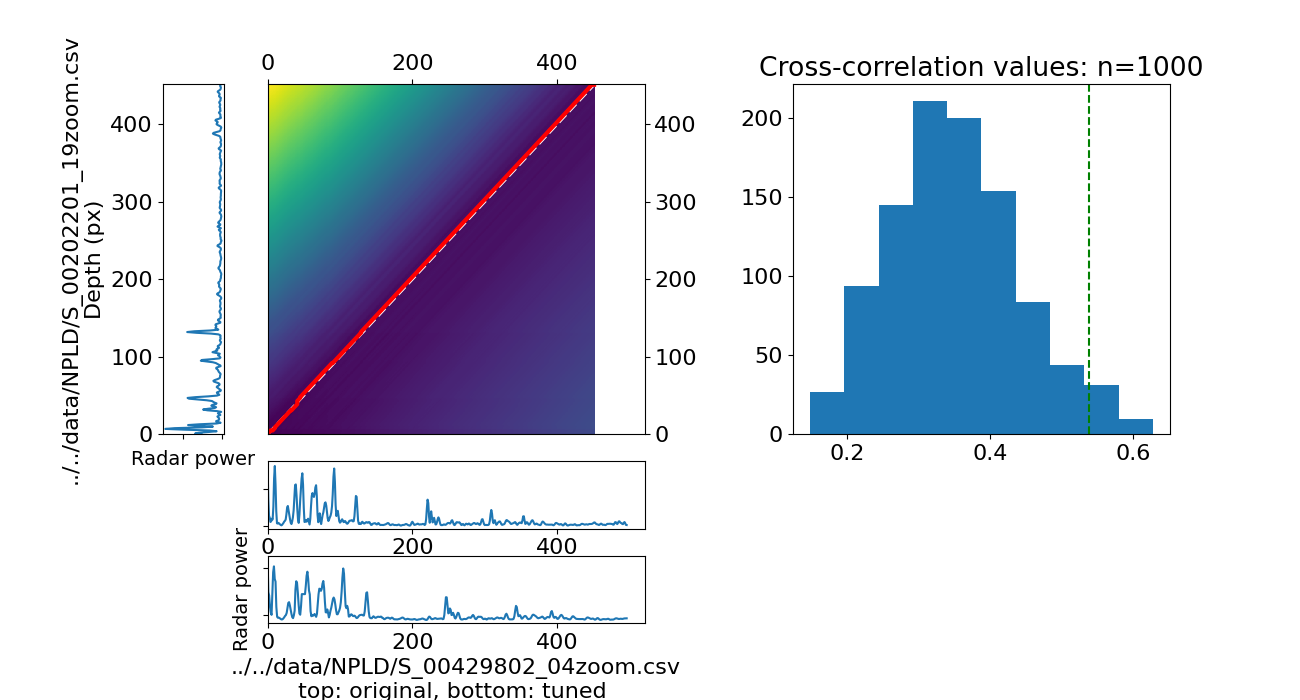 ../../data/NPLD/S_00202201_19zoom.csv
Depth (px)
0
100
200
300
400
Radar power
0 200 400
400
300
200
100
0
0 200 400
Radar power
0 200 400
../../data/NPLD/S_00429802_04zoom.csv
top: original, bottom: tuned
Cross-correlation values: n=1000
200
150
100
50
0
0.2 0.4 0.6